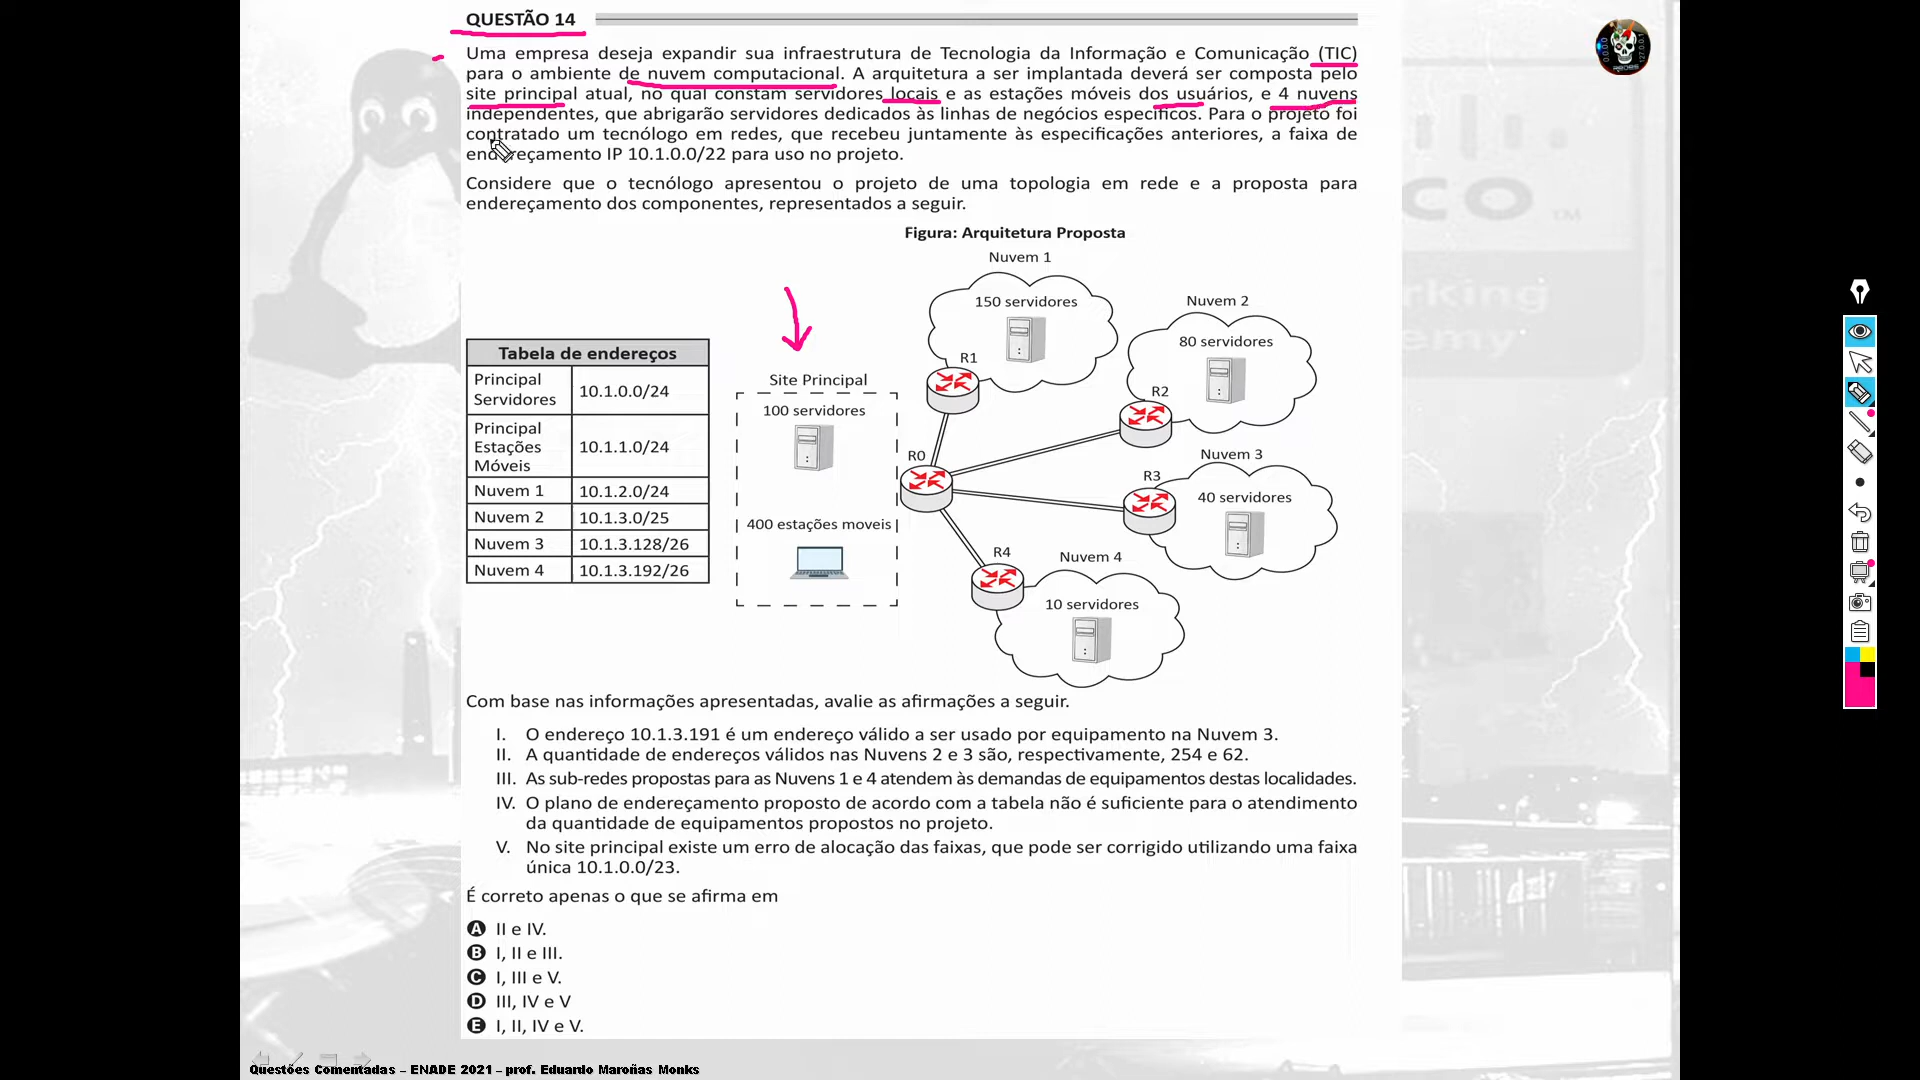 QUESTÃO 14
Uma empresa deseja expandir sua infraestrutura de Tecnologia da Informação e Comunicação (TIC)
para o ambiente de nuvem computacional. A arquitetura a ser implantada deverá ser composta pelo
site principal atual, no qual constam servidores locais e as estações móveis dos usuários, e 4 nuvens
independentes, que abrigarão servidores dedicados às linhas de negócios específicos. Para o projeto foi
contratado um tecnólogo em redes, que recebeu juntamente às especificações anteriores, a faixa de
endereçamento IP 10.1.0.0/22 para uso no projeto.
Considere que o tecnólogo apresentou o projeto de uma topologia em rede e a proposta para
endereçamento dos componentes, representados a seguir.
Figura: Arquitetura Proposta
Nuvem 1
150 servidores
R1
Nuvem 2
80 servidores
R2
Tabela de endereços
Principal Servidores 10.1.0.0/24
Principal Estações Móveis 10.1.1.0/24
Nuvem 1 10.1.2.0/24
Nuvem 2 10.1.3.0/25
Nuvem 3 10.1.3.128/26
Nuvem 4 10.1.3.192/26
Site Principal
100 servidores
400 estações moveis
R0
Nuvem 3
R3
40 servidores
R4
Nuvem 4
10 servidores
Com base nas informações apresentadas, avalie as afirmações a seguir.
I. O endereço 10.1.3.191 é um endereço válido a ser usado por equipamento na Nuvem 3.
II. A quantidade de endereços válidos nas Nuvens 2 e 3 são, respectivamente, 254 e 62.
III. As sub-redes propostas para as Nuvens 1 e 4 atendem às demandas de equipamentos destas localidades.
IV. O plano de endereçamento proposto de acordo com a tabela não é suficiente para o atendimento
da quantidade de equipamentos propostos no projeto.
V. No site principal existe um erro de alocação das faixas, que pode ser corrigido utilizando uma faixa
única 10.1.0.0/23.
É correto apenas o que se afirma em
A II e IV.
B I, II e III.
C I, III e V.
D III, IV e V
E I, II, IV e V.
Questões Comentadas – ENADE 2021 – prof. Eduardo Maroñas Monks